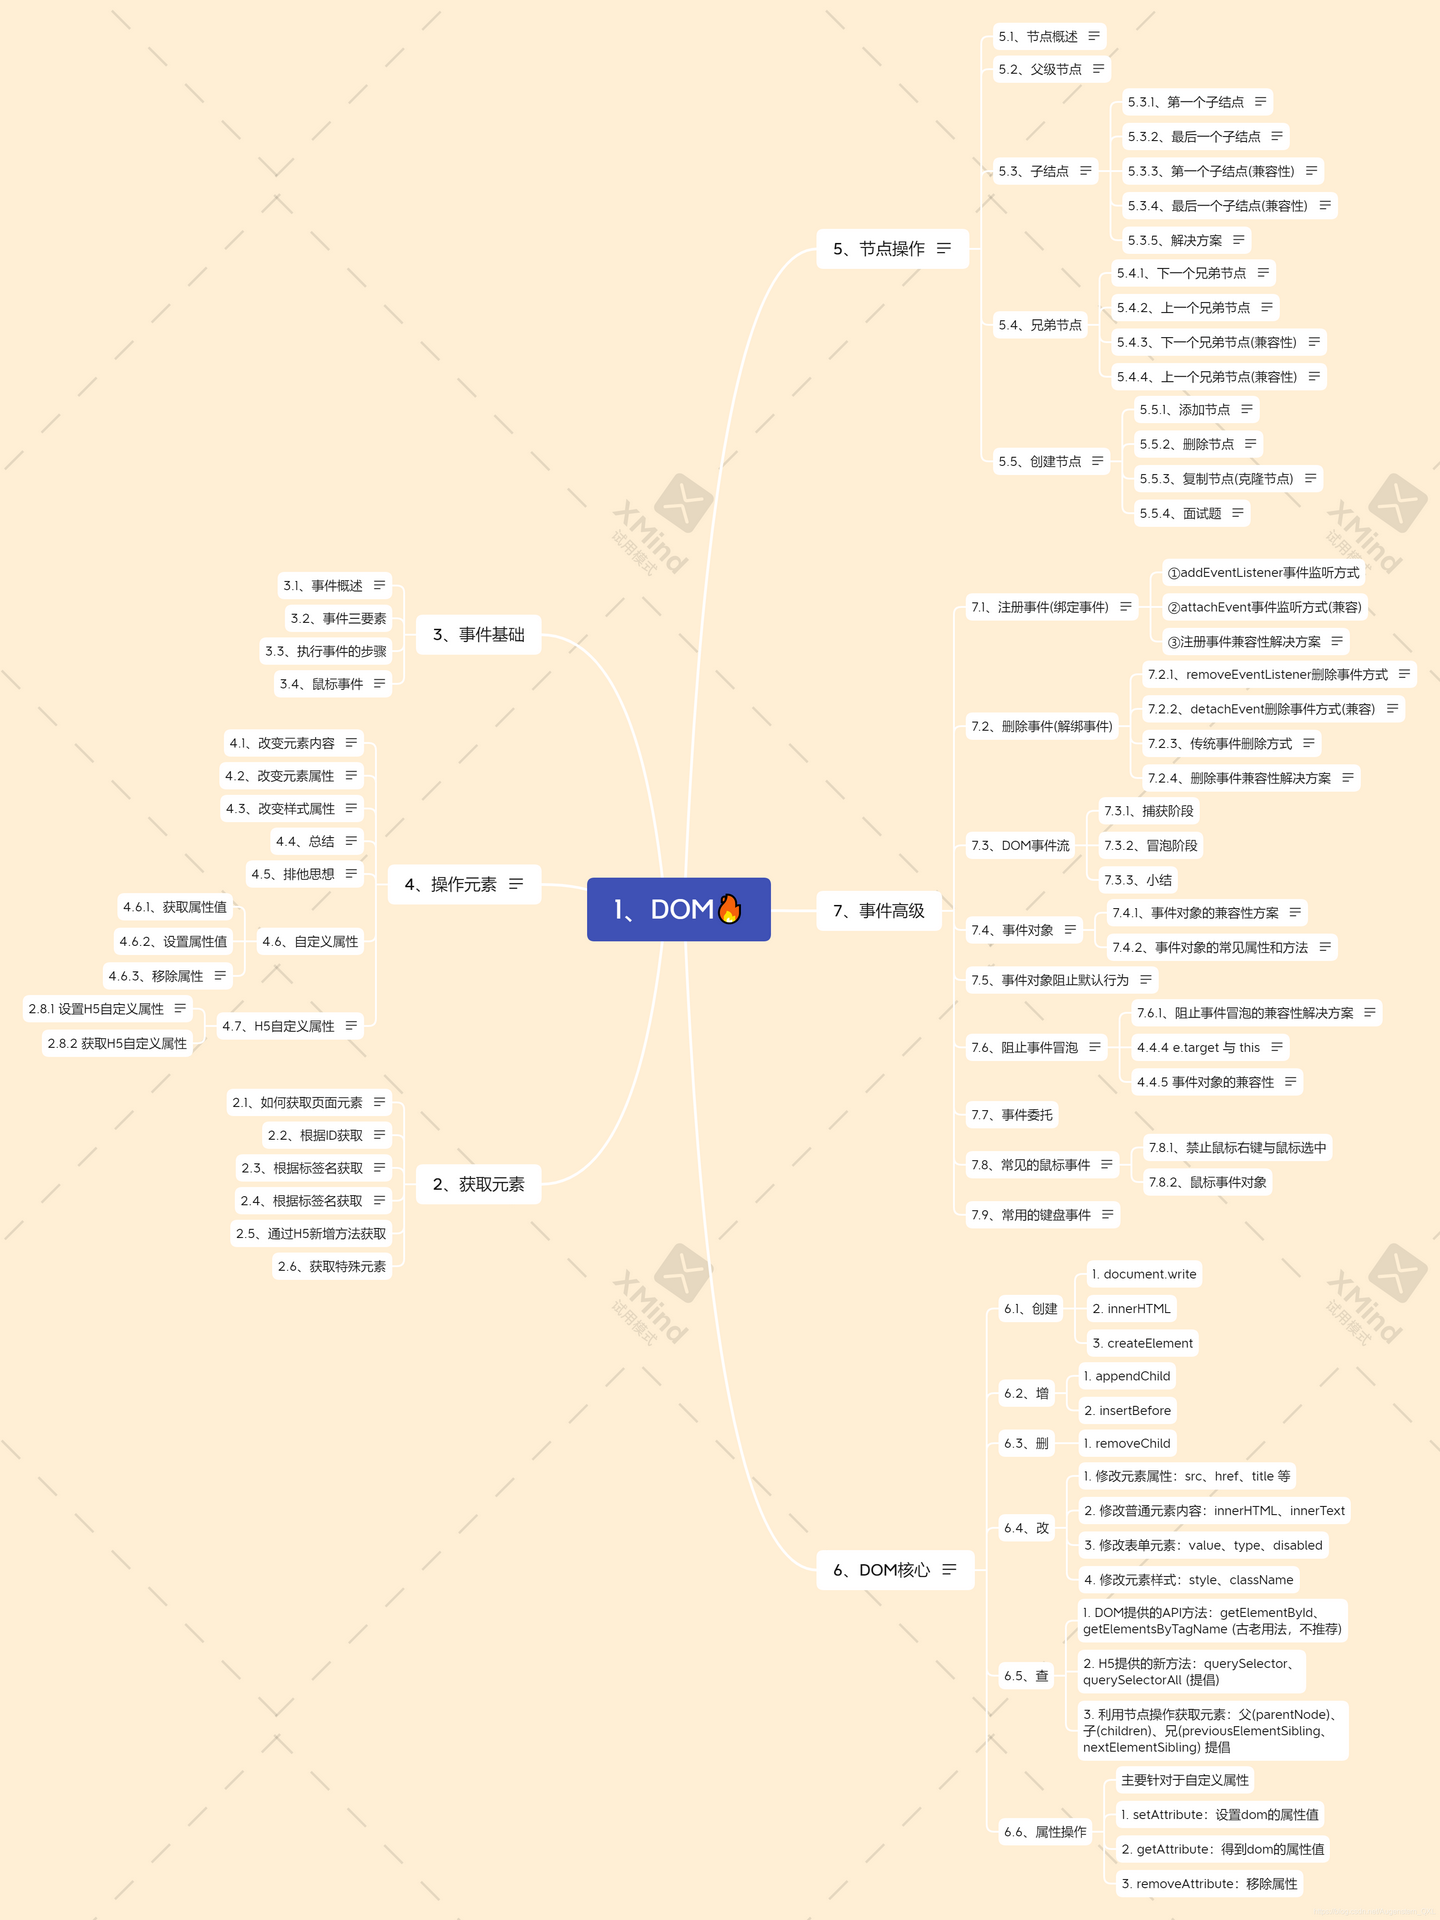 1、DOM🔥
2、获取元素
2.1、如何获取页面元素
2.2、根据ID获取
2.3、根据标签名获取
2.4、根据标签名获取
2.5、通过H5新增方法获取
2.6、获取特殊元素
3、事件基础
3.1、事件概述
3.2、事件三要素
3.3、执行事件的步骤
3.4、鼠标事件
4、操作元素
4.1、改变元素内容
4.2、改变元素属性
4.3、改变样式属性
4.4、总结
4.5、排他思想
4.6、自定义属性
4.6.1、获取属性值
4.6.2、设置属性值
4.6.3、移除属性
4.7、H5自定义属性
2.8.1 设置H5自定义属性
2.8.2 获取H5自定义属性
5、节点操作
5.1、节点概述
5.2、父级节点
5.3、子结点
5.3.1、第一个子结点
5.3.2、最后一个子结点
5.3.3、第一个子结点(兼容性)
5.3.4、最后一个子结点(兼容性)
5.3.5、解决方案
5.4、兄弟节点
5.4.1、下一个兄弟节点
5.4.2、上一个兄弟节点
5.4.3、下一个兄弟节点(兼容性)
5.4.4、上一个兄弟节点(兼容性)
5.5、创建节点
5.5.1、添加节点
5.5.2、删除节点
5.5.3、复制节点(克隆节点)
5.5.4、面试题
7、事件高级
7.1、注册事件(绑定事件)
①addEventListener事件监听方式
②attachEvent事件监听方式(兼容)
③注册事件兼容性解决方案
7.2、删除事件(解绑事件)
7.2.1、removeEventListener删除事件方式
7.2.2、detachEvent删除事件方式(兼容)
7.2.3、传统事件删除方式
7.2.4、删除事件兼容性解决方案
7.3、DOM事件流
7.3.1、捕获阶段
7.3.2、冒泡阶段
7.3.3、小结
7.4、事件对象
7.4.1、事件对象的兼容性方案
7.4.2、事件对象的常见属性和方法
7.5、事件对象阻止默认行为
7.6、阻止事件冒泡
7.6.1、阻止事件冒泡的兼容性解决方案
4.4.4 e.target 与 this
4.4.5 事件对象的兼容性
7.7、事件委托
7.8、常见的鼠标事件
7.8.1、禁止鼠标右键与鼠标选中
7.8.2、鼠标事件对象
7.9、常用的键盘事件
6、DOM核心
6.1、创建
1. document.write
2. innerHTML
3. createElement
6.2、增
1. appendChild
2. insertBefore
6.3、删
1. removeChild
6.4、改
1. 修改元素属性：src、href、title 等
2. 修改普通元素内容：innerHTML、innerText
3. 修改表单元素：value、type、disabled
4. 修改元素样式：style、className
6.5、查
1. DOM提供的API方法：getElementById、
getElementsByTagName (古老用法，不推荐)
2. H5提供的新方法：querySelector、
querySelectorAll (提倡)
3. 利用节点操作获取元素：父(parentNode)、
子(children)、兄(previousElementSibling、
nextElementSibling) 提倡
6.6、属性操作
主要针对于自定义属性
1. setAttribute：设置dom的属性值
2. getAttribute：得到dom的属性值
3. removeAttribute：移除属性
XMind
试用模式
XMind
试用模式
XMind
试用模式
XMind
试用模式